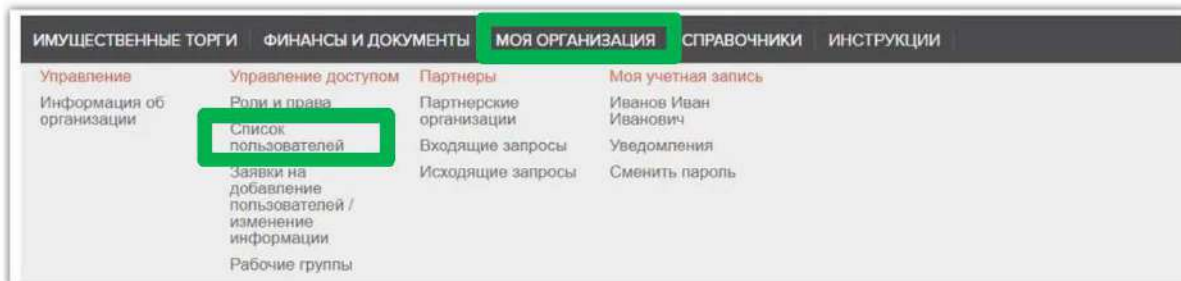 ИМУЩЕСТВЕННЫЕ ТОРГИ ФИНАНСЫ И ДОКУМЕНТЫ МОЯ ОРГАНИЗАЦИЯ СПРАВОЧНИКИ ИНСТРУКЦИИ
Управление
Информация об
организации
Управление доступом
Роли и права
Список
пользователей
Заявки на
добавление
пользователей /
изменение
информации
Рабочие группы
Партнеры
Партнерские
организации
Входящие запросы
Исходящие запросы
Моя учетная запись
Иванов Иван
Иванович
Уведомления
Сменить пароль